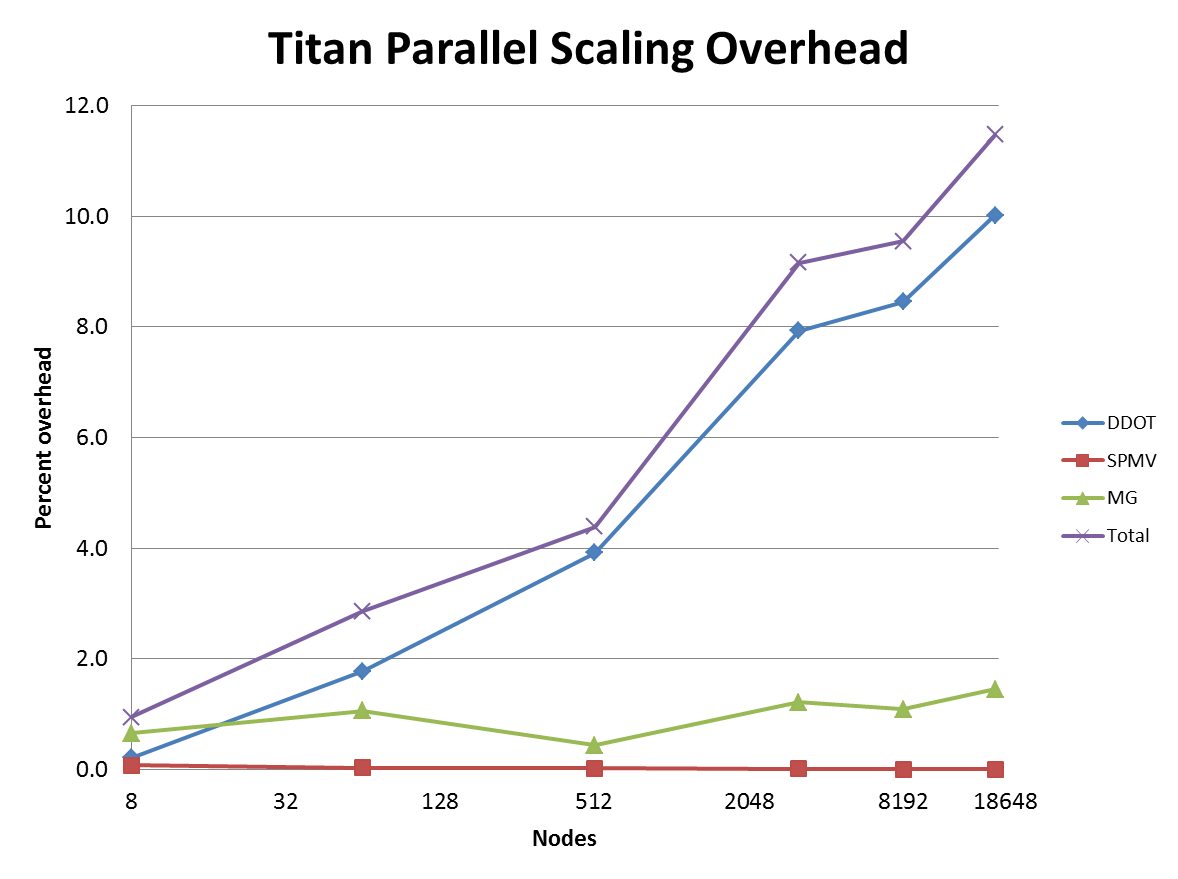 Titan Parallel Scaling Overhead
12.0
10.0
8.0
6.0
4.0
2.0
0.0
Percent overhead
8 32 128 512 2048 8192 18648
Nodes
DDOT
SPMV
MG
Total